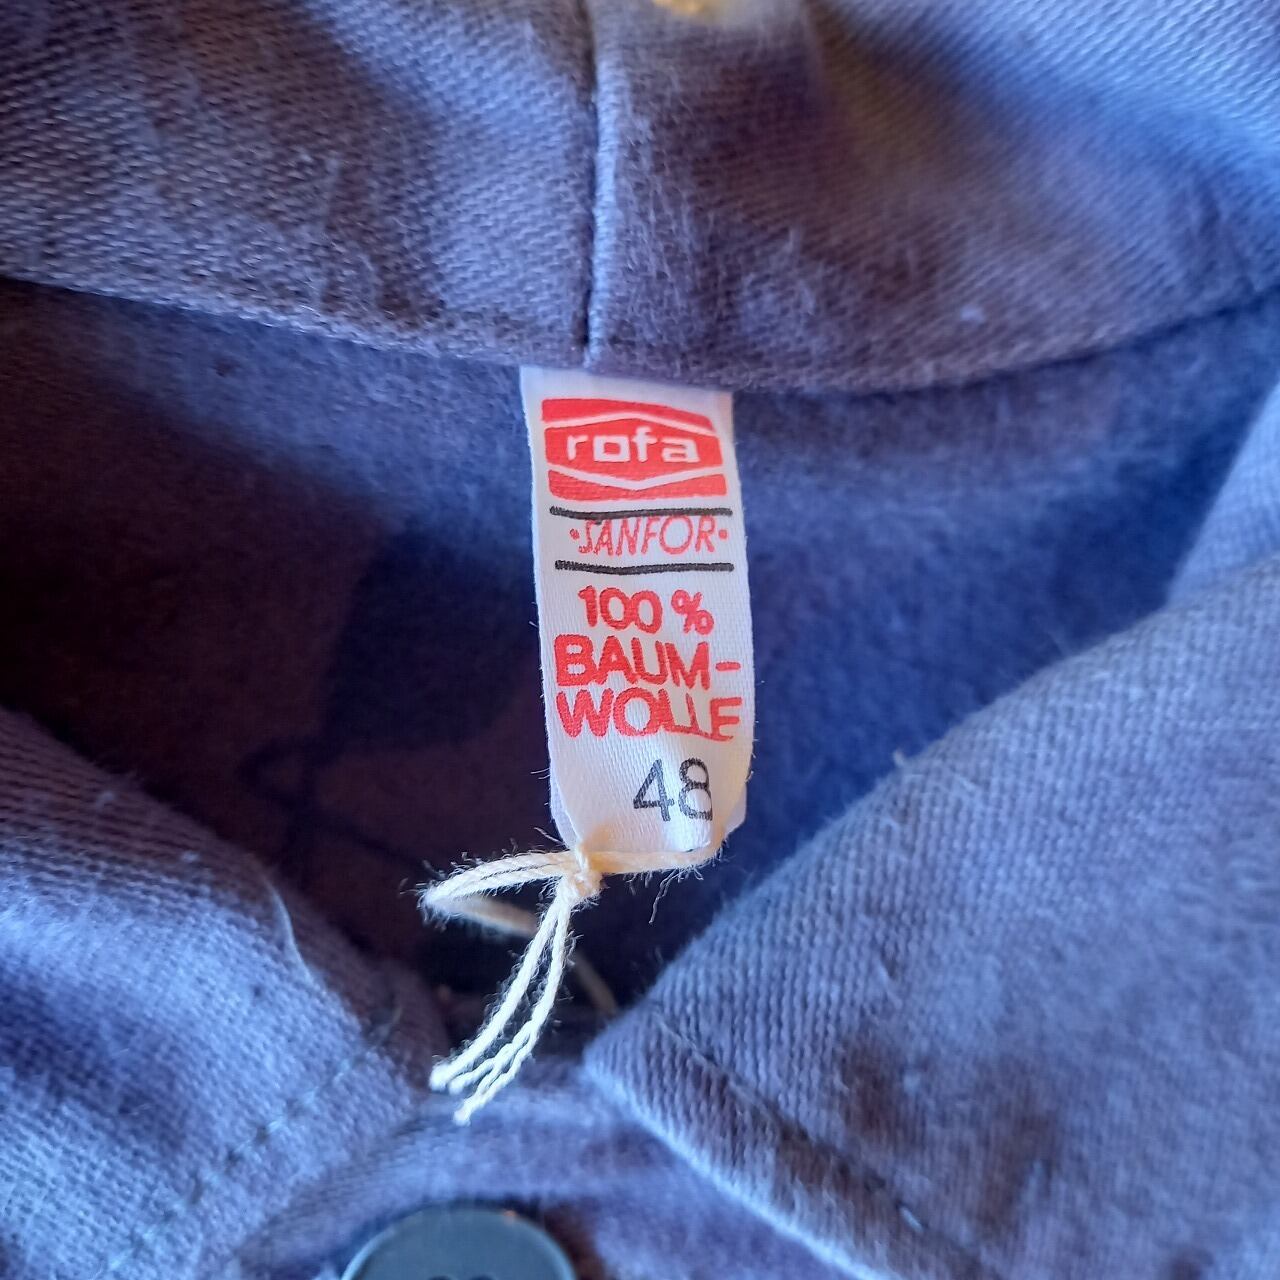 rofa
·SANFOR·
100 %
BAUM-
WOLLE
48